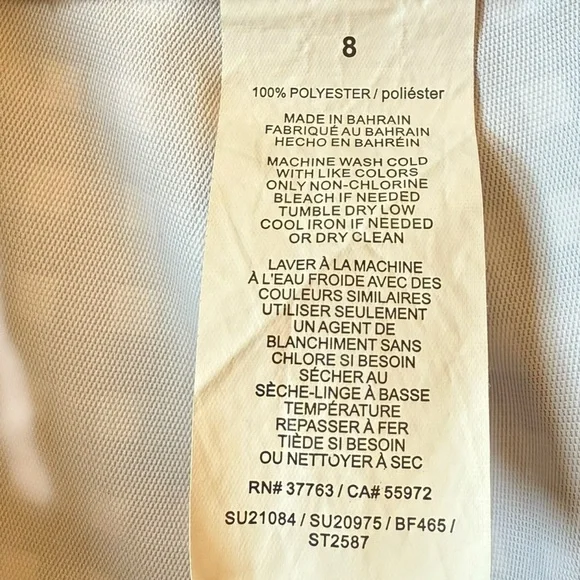 8
100% POLYESTER / poliéster
MADE IN BAHRAIN
FABRIQUÉ AU BAHRAIN
HECHO EN BAHRÉIN
MACHINE WASH COLD
WITH LIKE COLORS
ONLY NON-CHLORINE
BLEACH IF NEEDED
TUMBLE DRY LOW
COOL IRON IF NEEDED
OR DRY CLEAN
LAVER À LA MACHINE
À L'EAU FROIDE AVEC DES
COULEURS SIMILAIRES
UTILISER SEULEMENT
UN AGENT DE
BLANCHIMENT SANS
CHLORE SI BESOIN
SÉCHER AU
SÈCHE-LINGE À BASSE
TEMPÉRATURE
REPASSER À FER
TIÈDE SI BESOIN
OU NETTOYER À SEC
RN# 37763 / CA# 55972
SU21084 / SU20975 / BF465 /
ST2587